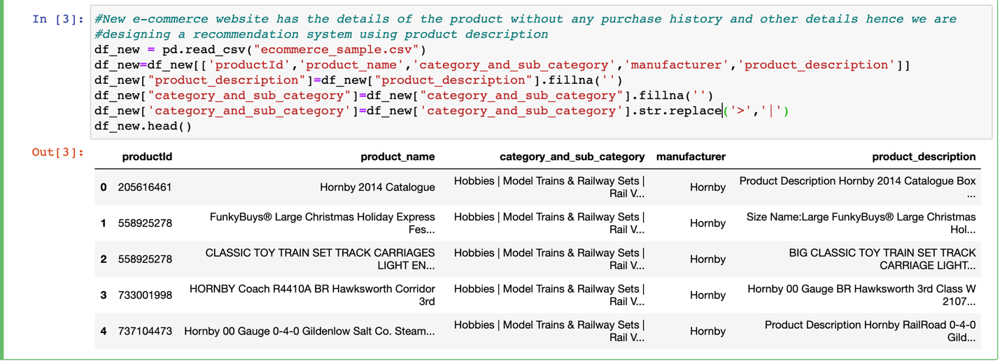 In [3]: #New e-commerce website has the details of the product without any purchase history and other details hence we are
#designing a recommendation system using product description
df_new = pd.read_csv("ecommerce_sample.csv")
df_new=df_new[['productId','product_name','category_and_sub_category','manufacturer','product_description']]
df_new["product_description"]=df_new["product_description"].fillna('')
df_new["category_and_sub_category"]=df_new["category_and_sub_category"].fillna('')
df_new['category_and_sub_category']=df_new['category_and_sub_category'].str.replace('>','|')
df_new.head()
Out[3]:
productId product_name category_and_sub_category manufacturer product_description
0 205616461 Hornby 2014 Catalogue Hobbies | Model Trains & Railway Sets | Rail V... Hornby Product Description Hornby 2014 Catalogue Box ...
1 558925278 FunkyBuys® Large Christmas Holiday Express Fes... Hobbies | Model Trains & Railway Sets | Rail V... Hornby Size Name:Large FunkyBuys® Large Christmas Hol...
2 558925278 CLASSIC TOY TRAIN SET TRACK CARRIAGES LIGHT EN... Hobbies | Model Trains & Railway Sets | Rail V... Hornby BIG CLASSIC TOY TRAIN SET TRACK CARRIAGE LIGHT...
3 733001998 HORNBY Coach R4410A BR Hawksworth Corridor 3rd Hobbies | Model Trains & Railway Sets | Rail V... Hornby Hornby 00 Gauge BR Hawksworth 3rd Class W 2107...
4 737104473 Hornby 00 Gauge 0-4-0 Gildenlow Salt Co. Steam... Hobbies | Model Trains & Railway Sets | Rail V... Hornby Product Description Hornby RailRoad 0-4-0 Gild...